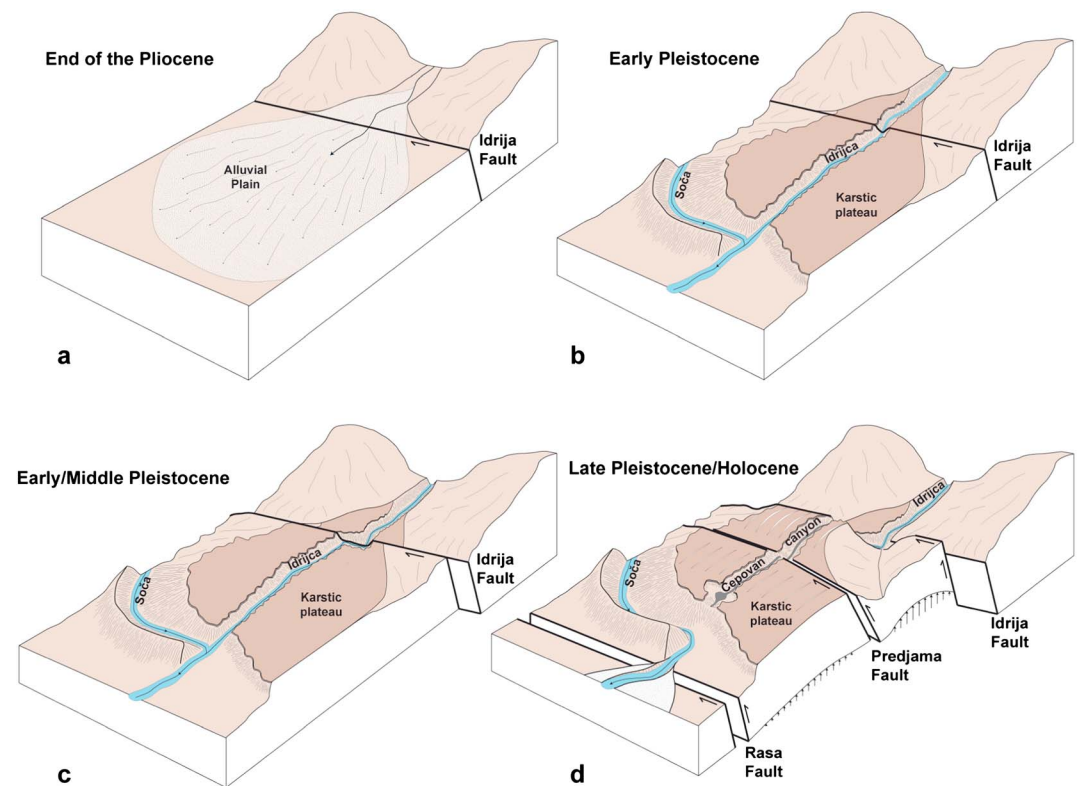 End of the Pliocene
Alluvial
Plain
Idrija
Fault
a
Early Pleistocene
Soča
Idrijca
Karstic
plateau
Idrija
Fault
b
Early/Middle Pleistocene
Soča
Idrijca
Karstic
plateau
Idrija
Fault
c
Late Pleistocene/Holocene
Soča
Čepovan
canyon
Idrijca
Karstic
plateau
Idrija
Fault
Predjama
Fault
Rasa
Fault
d